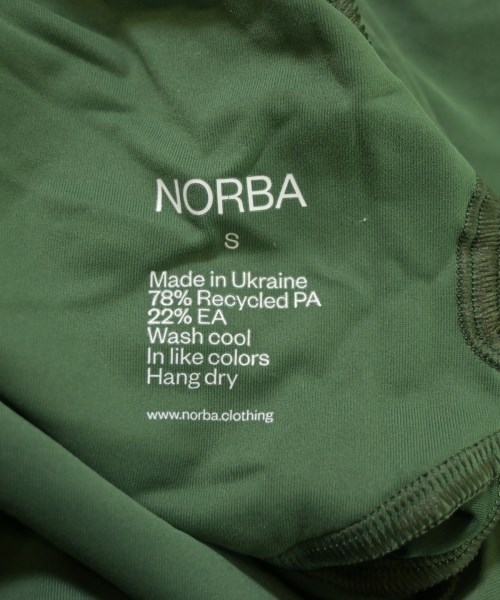 NORBA
S
Made in Ukraine
78% Recycled PA
22% EA
Wash cool
In like colors
Hang dry
www.norba.clothing